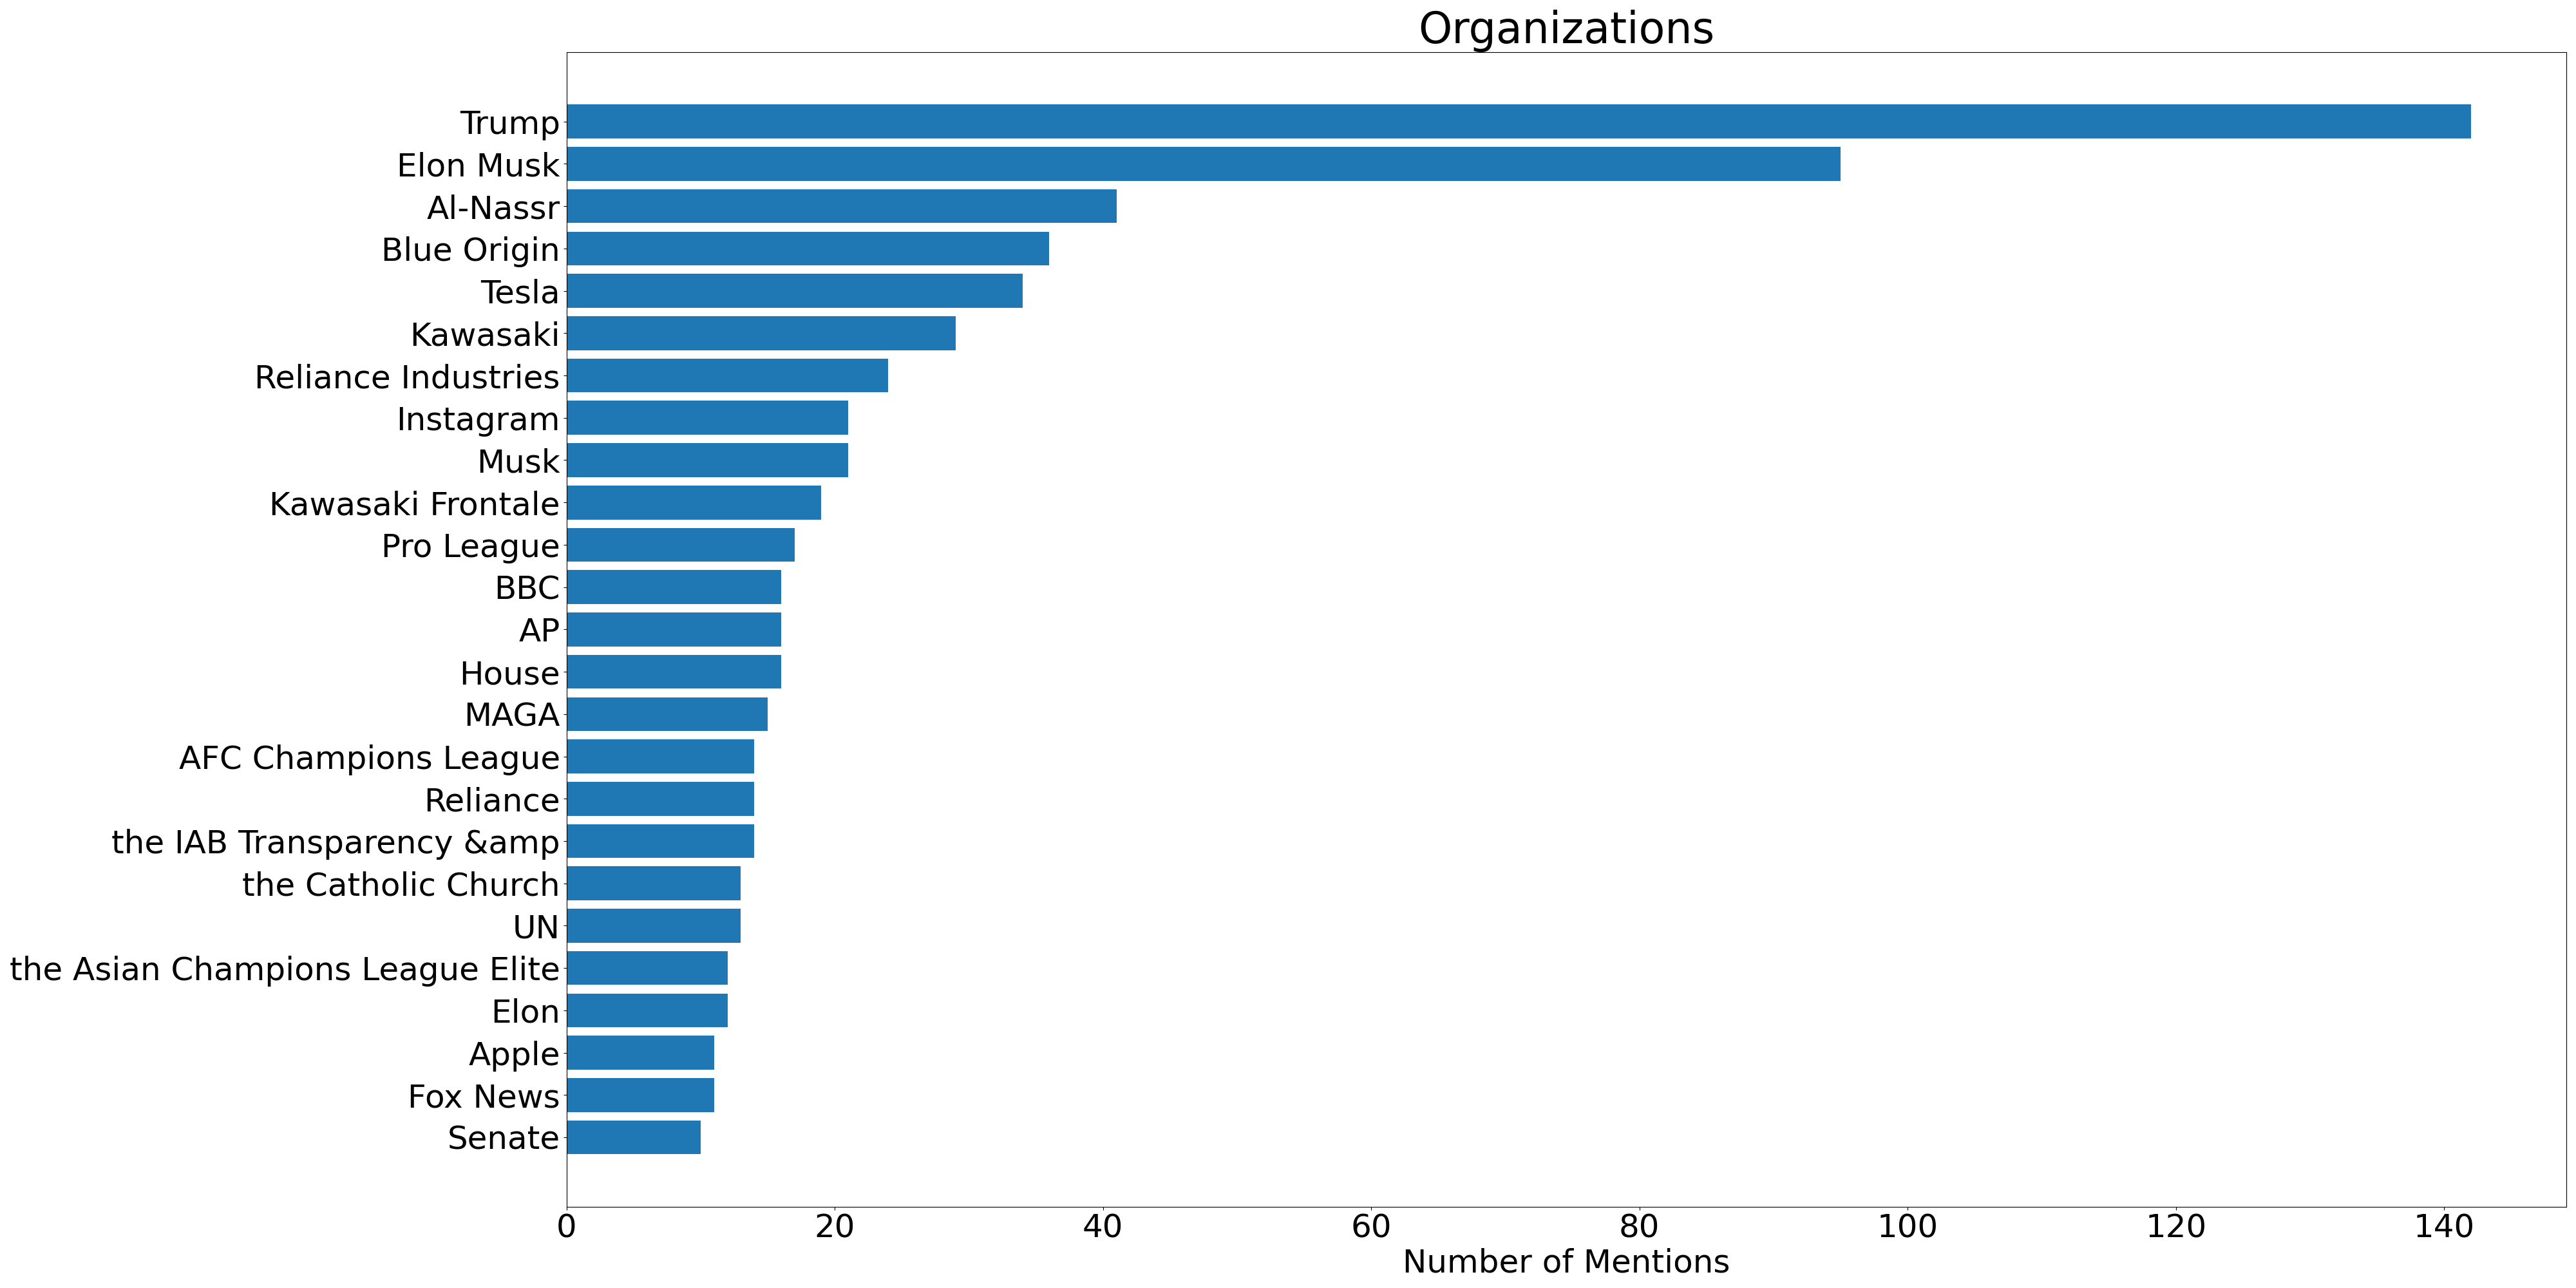 Organizations
Trump
Elon Musk
Al-Nassr
Blue Origin
Tesla
Kawasaki
Reliance Industries
Instagram
Musk
Kawasaki Frontale
Pro League
BBC
AP
House
MAGA
AFC Champions League
Reliance
the IAB Transparency &amp
the Catholic Church
UN
the Asian Champions League Elite
Elon
Apple
Fox News
Senate
0 20 40 60 80 100 120 140
Number of Mentions